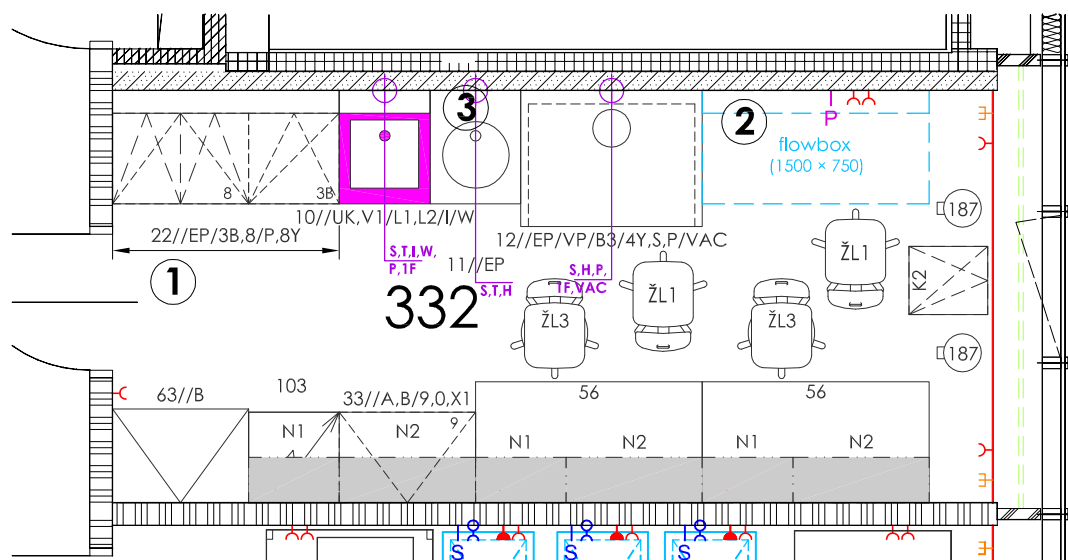 3
2
P
flowbox
(1500 × 750)
8
3B
10//UK,V1/L1,L2/I/W
187
22//EP/3B,8/P,8Y
12//EP/VP/B3/4Y,S,P/VAC
S,T,I,W,
P,1F
11//EP
S,H,P,
1F,VAC
S,T,H
ŽL1
ŽL1
K2
1
332
ŽL3
ŽL3
187
63//B
103
33//A,B/9,0,X1
56
56
9
N1
N2
N1
N2
N1
N2
S
S
S